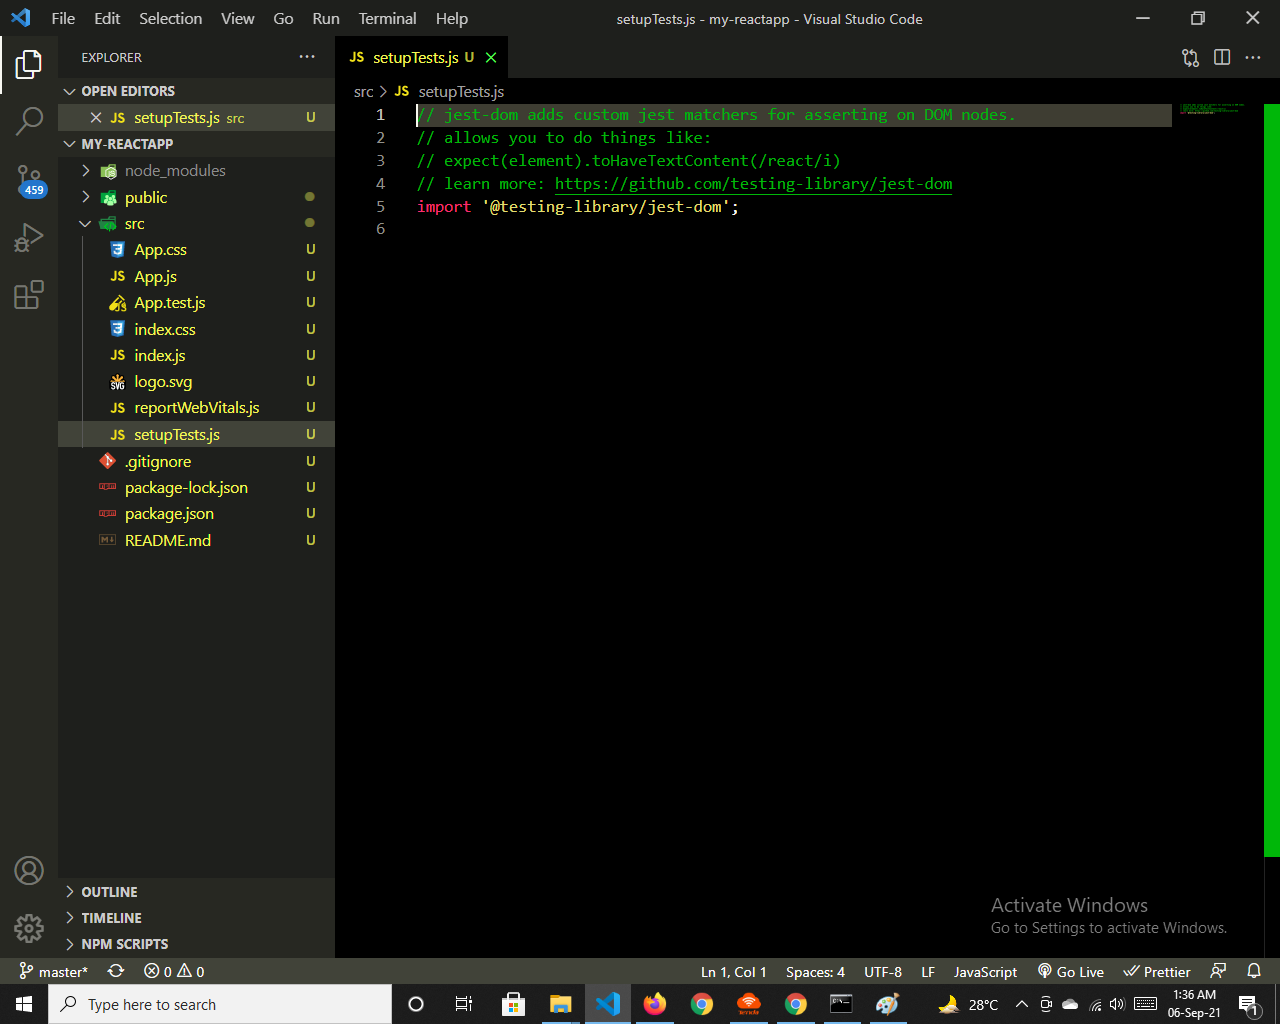 File Edit Selection View Go Run Terminal Help
setupTests.js - my-reactapp - Visual Studio Code
EXPLORER
OPEN EDITORS
JS setupTests.js src U
MY-REACTAPP
node_modules
public
src
App.css U
JS App.js U
App.test.js U
index.css U
JS index.js U
SVG logo.svg U
JS reportWebVitals.js U
JS setupTests.js U
.gitignore U
package-lock.json U
package.json U
README.md U
OUTLINE
TIMELINE
NPM SCRIPTS
459
JS setupTests.js U
src > JS setupTests.js
1 // jest-dom adds custom jest matchers for asserting on DOM nodes.
2 // allows you to do things like:
3 // expect(element).toHaveTextContent(/react/i)
4 // learn more: https://github.com/testing-library/jest-dom
5 import '@testing-library/jest-dom';
6
Activate Windows
Go to Settings to activate Windows.
master* 0 0
Ln 1, Col 1 Spaces: 4 UTF-8 LF JavaScript Go Live Prettier
Type here to search
28°C
1:36 AM
06-Sep-21
1